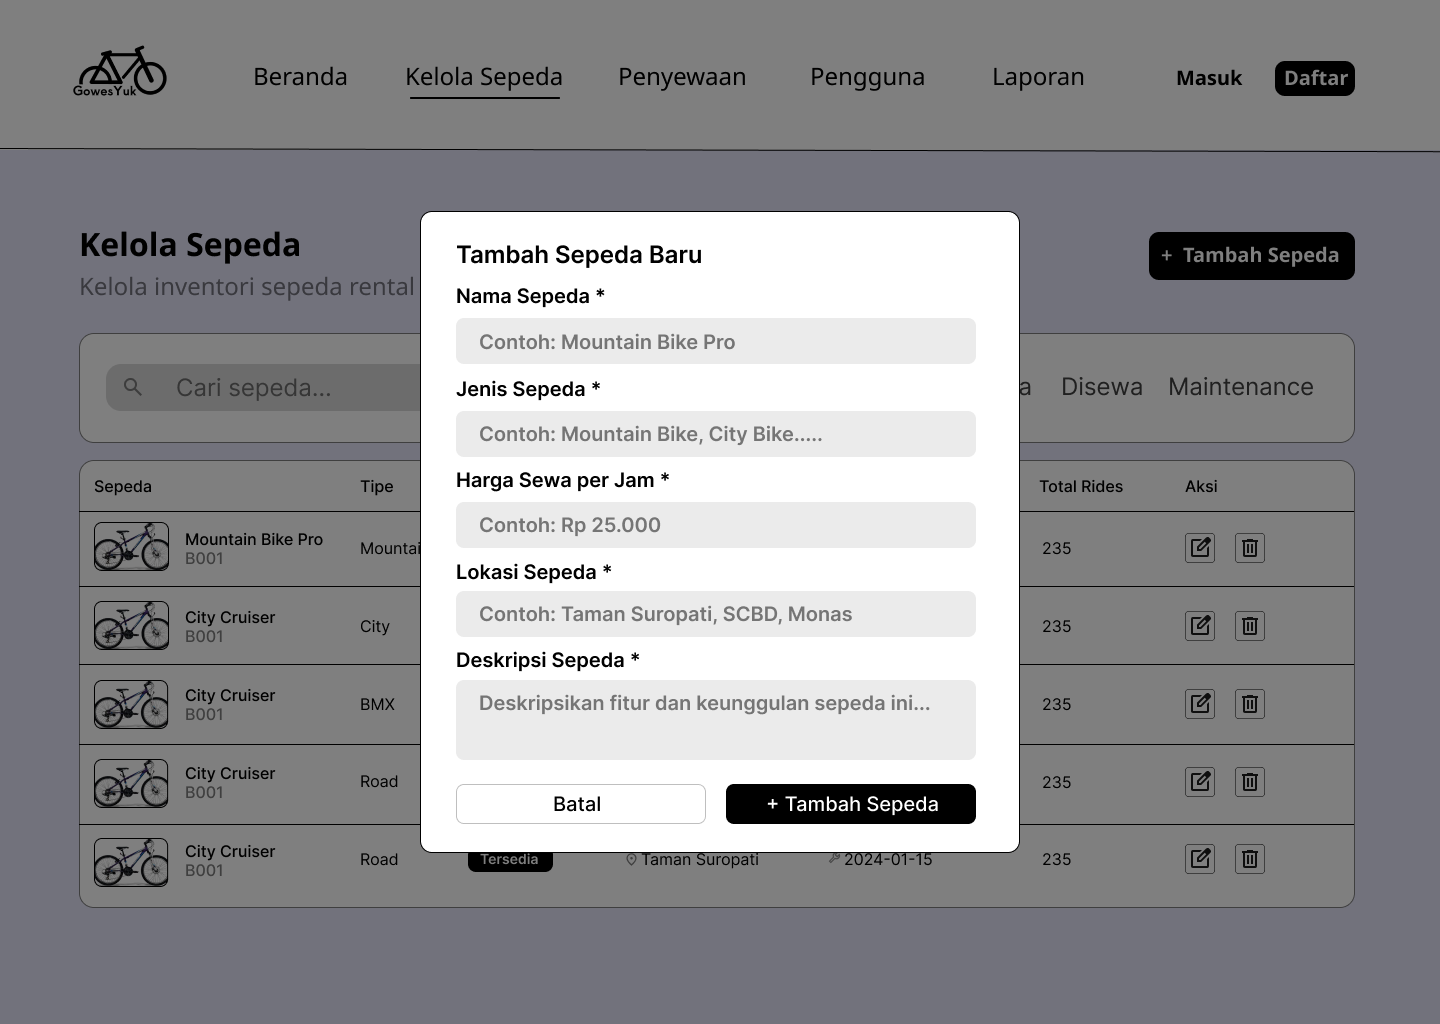 GowesYuk
Beranda
Kelola Sepeda
Penyewaan
Pengguna
Laporan
Masuk
Daftar
Kelola Sepeda
Kelola inventori sepeda rental
+ Tambah Sepeda
Cari sepeda...
a
Disewa
Maintenance
Sepeda
Tipe
Total Rides
Aksi
Mountain Bike Pro
B001
Mountai
235
City Cruiser
B001
City
235
City Cruiser
B001
BMX
235
City Cruiser
B001
Road
235
City Cruiser
B001
Road
Tersedia
Taman Suropati
2024-01-15
235
Tambah Sepeda Baru
Nama Sepeda *
Contoh: Mountain Bike Pro
Jenis Sepeda *
Contoh: Mountain Bike, City Bike.....
Harga Sewa per Jam *
Contoh: Rp 25.000
Lokasi Sepeda *
Contoh: Taman Suropati, SCBD, Monas
Deskripsi Sepeda *
Deskripsikan fitur dan keunggulan sepeda ini...
Batal
+ Tambah Sepeda